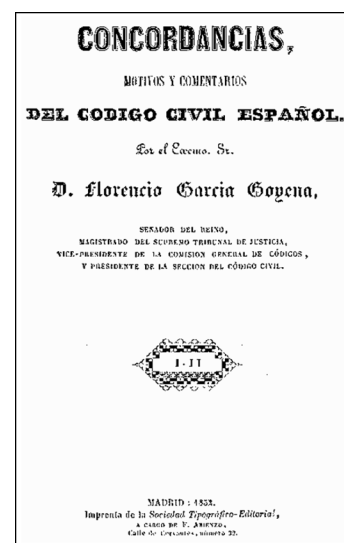 CONCORDANCIAS,
MOTIVOS Y COMENTARIOS
DEL CODIGO CIVIL ESPAÑOL.
Por el Excmo. Sr.
D. Florencio Garcia Goyena,
SENADOR DEL REINO,
MAGISTRADO DEL SUPREMO TRIBUNAL DE JUSTICIA,
VICE-PRESIDENTE DE LA COMISION GENERAL DE CÓDIGOS,
Y PRESIDENTE DE LA SECCION DEL CÓDIGO CIVIL.
I-II
MADRID: 1852.
Imprenta de la Sociedad Tipográfico-Editorial,
A CARGO DE F. ABIENZO,
Calle de Cervantes, número 32.